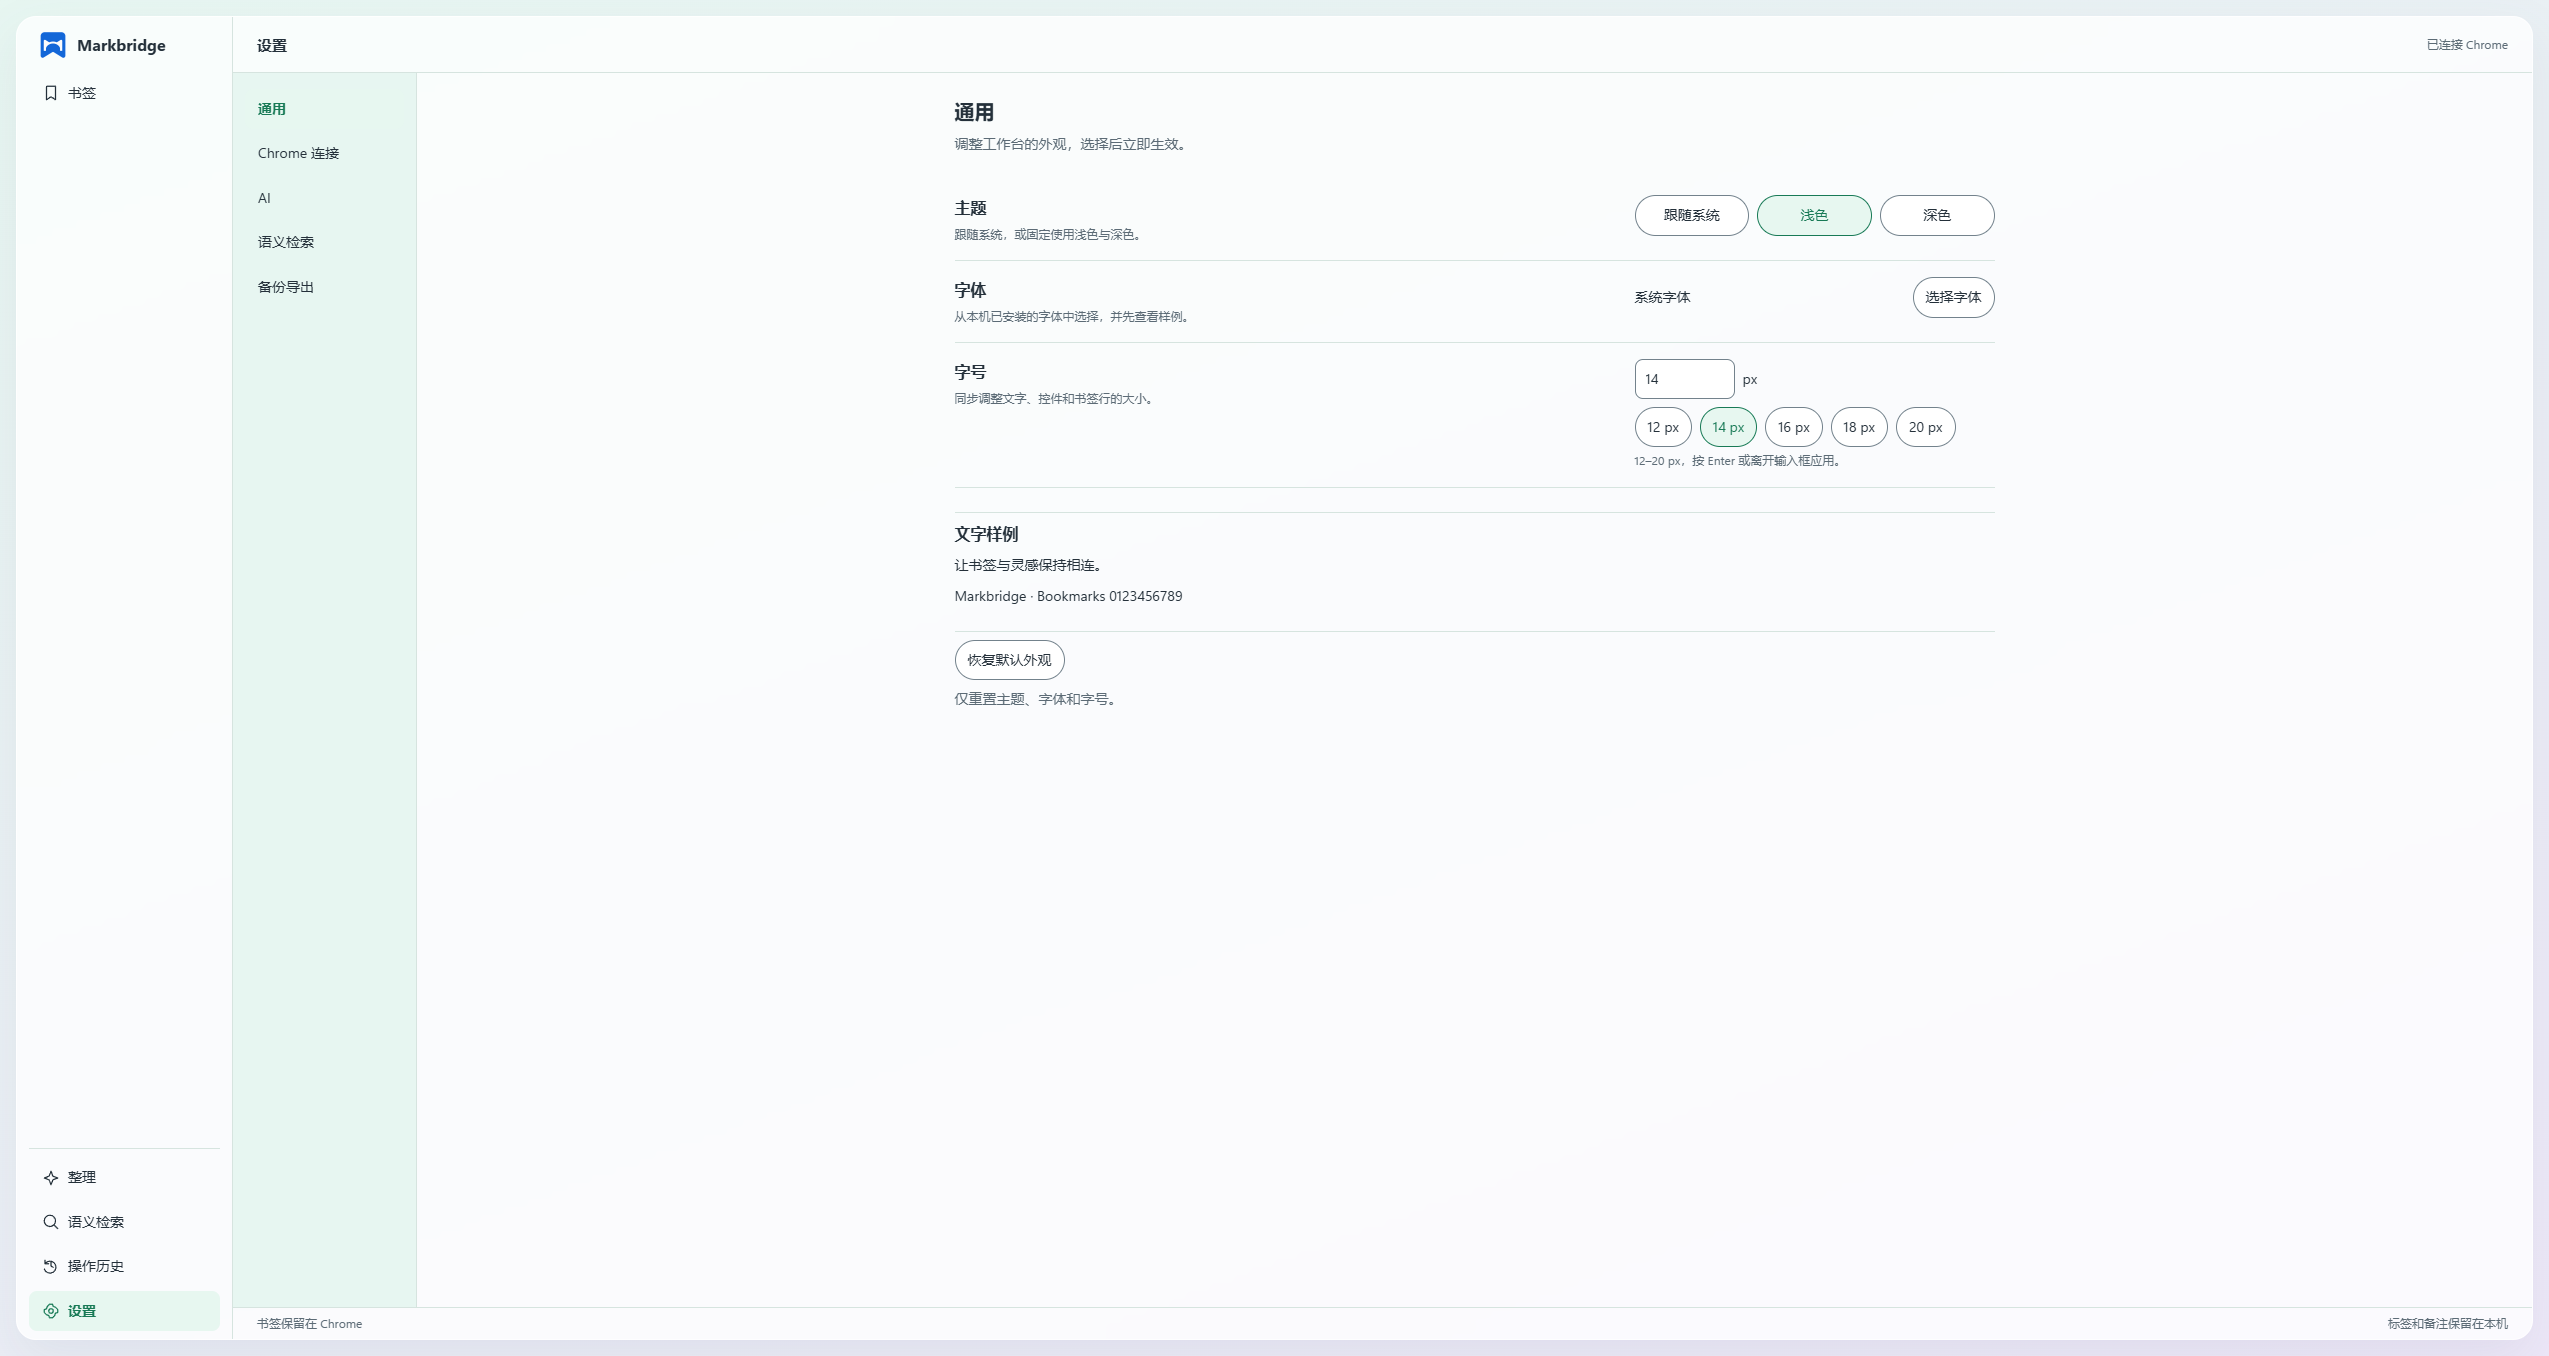 Markbridge
书签
整理
语义检索
操作历史
设置
设置
已连接 Chrome
通用
Chrome 连接
AI
语义检索
备份导出
通用
调整工作台的外观，选择后立即生效。
主题
跟随系统，或固定使用浅色与深色。
跟随系统
浅色
深色
字体
从本机已安装的字体中选择，并先查看样例。
系统字体
选择字体
字号
同步调整文字、控件和书签行的大小。
14 px
12 px
14 px
16 px
18 px
20 px
12–20 px，按 Enter 或离开输入框应用。
文字样例
让书签与灵感保持相连。
Markbridge · Bookmarks 0123456789
恢复默认外观
仅重置主题、字体和字号。
书签保留在 Chrome
标签和备注保留在本机